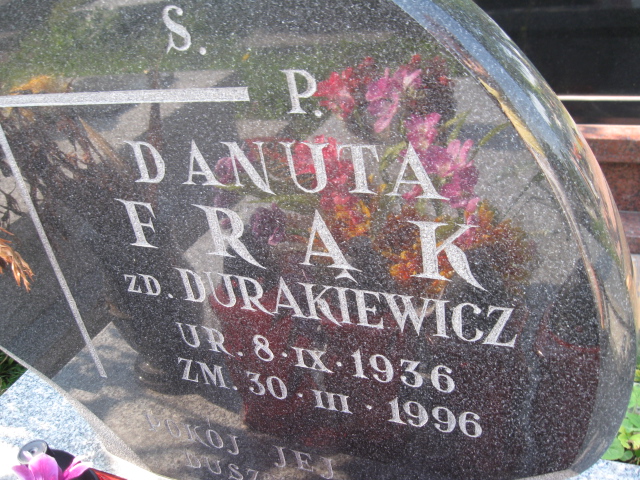 Ś.
P.
DANUTA
FRĄK
ZD. DURAKIEWICZ
UR. 8·IX·1936
ZM. 30·III·1996
POKÓJ JEJ